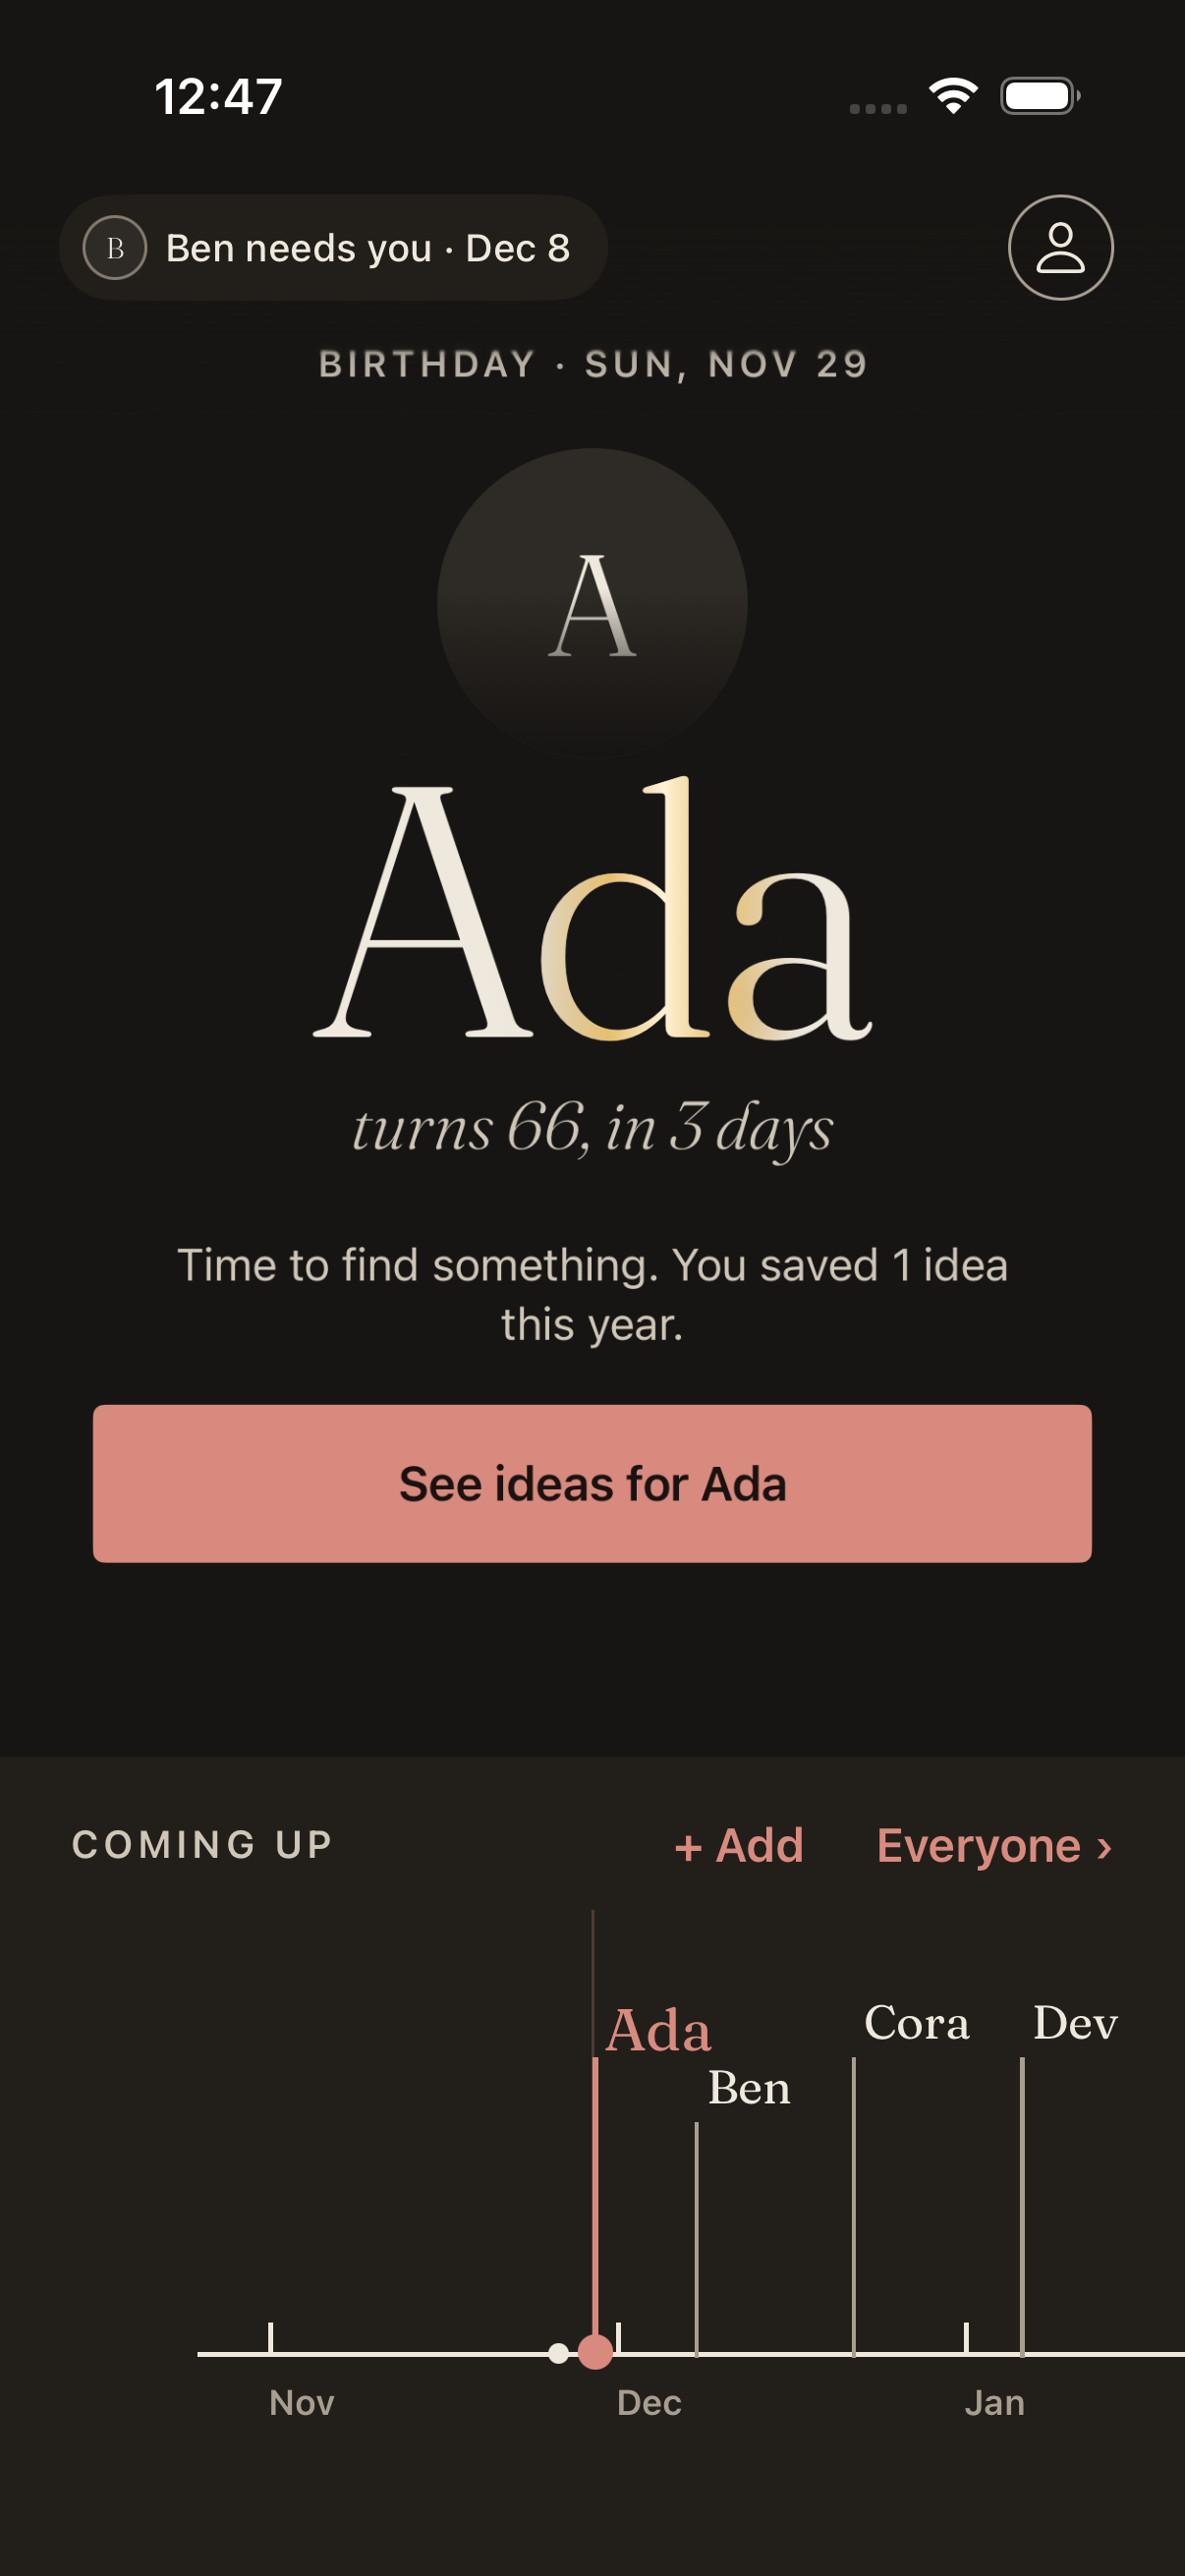 12:47
B Ben needs you · Dec 8
BIRTHDAY · SUN, NOV 29
A
Ada
turns 66, in 3 days
Time to find something. You saved 1 idea
this year.
See ideas for Ada
COMING UP + Add Everyone ›
Ada Cora Dev
Ben
Nov Dec Jan